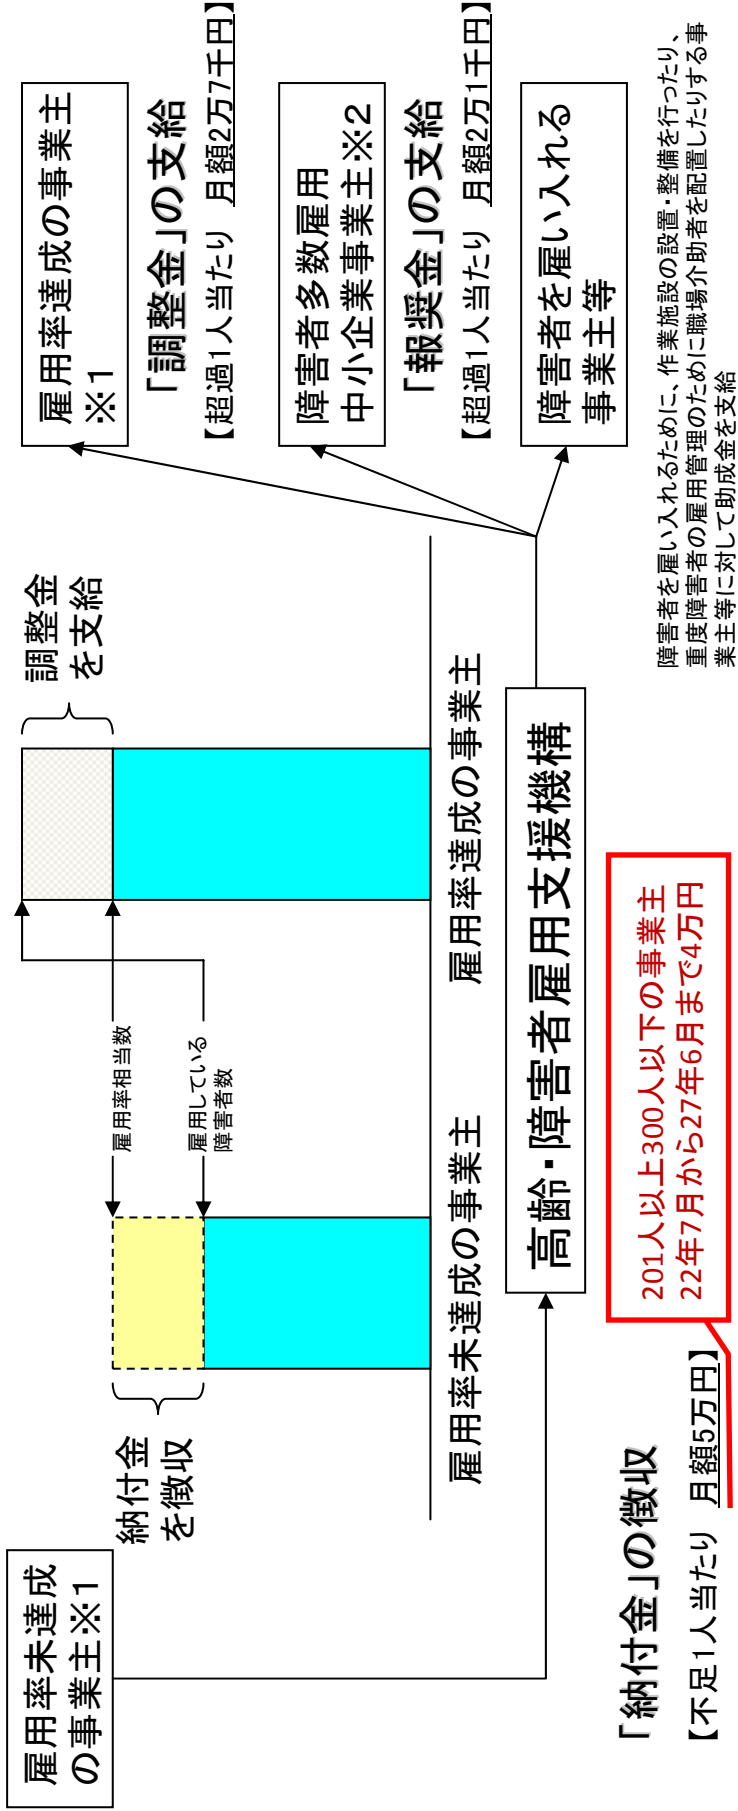 雇用率未達成
の事業主※1
納付金
を徴収
雇用率相当数
雇用している
障害者数
調整金
を支給
雇用率未達成の事業主
雇用率達成の事業主
高齢・障害者雇用支援機構
「納付金」の徴収
【不足1人当たり 月額5万円】
201人以上300人以下の事業主
22年7月から27年6月まで4万円
雇用率達成の事業主
※1
「調整金」の支給
【超過1人当たり 月額2万7千円】
障害者多数雇用
中小企業事業主※2
「報奨金」の支給
【超過1人当たり 月額2万1千円】
障害者を雇い入れる
事業主等
障害者を雇い入れるために、作業施設の設置・整備を行ったり、
重度障害者の雇用管理のために職場介助者を配置したりする事
業主等に対して助成金を支給